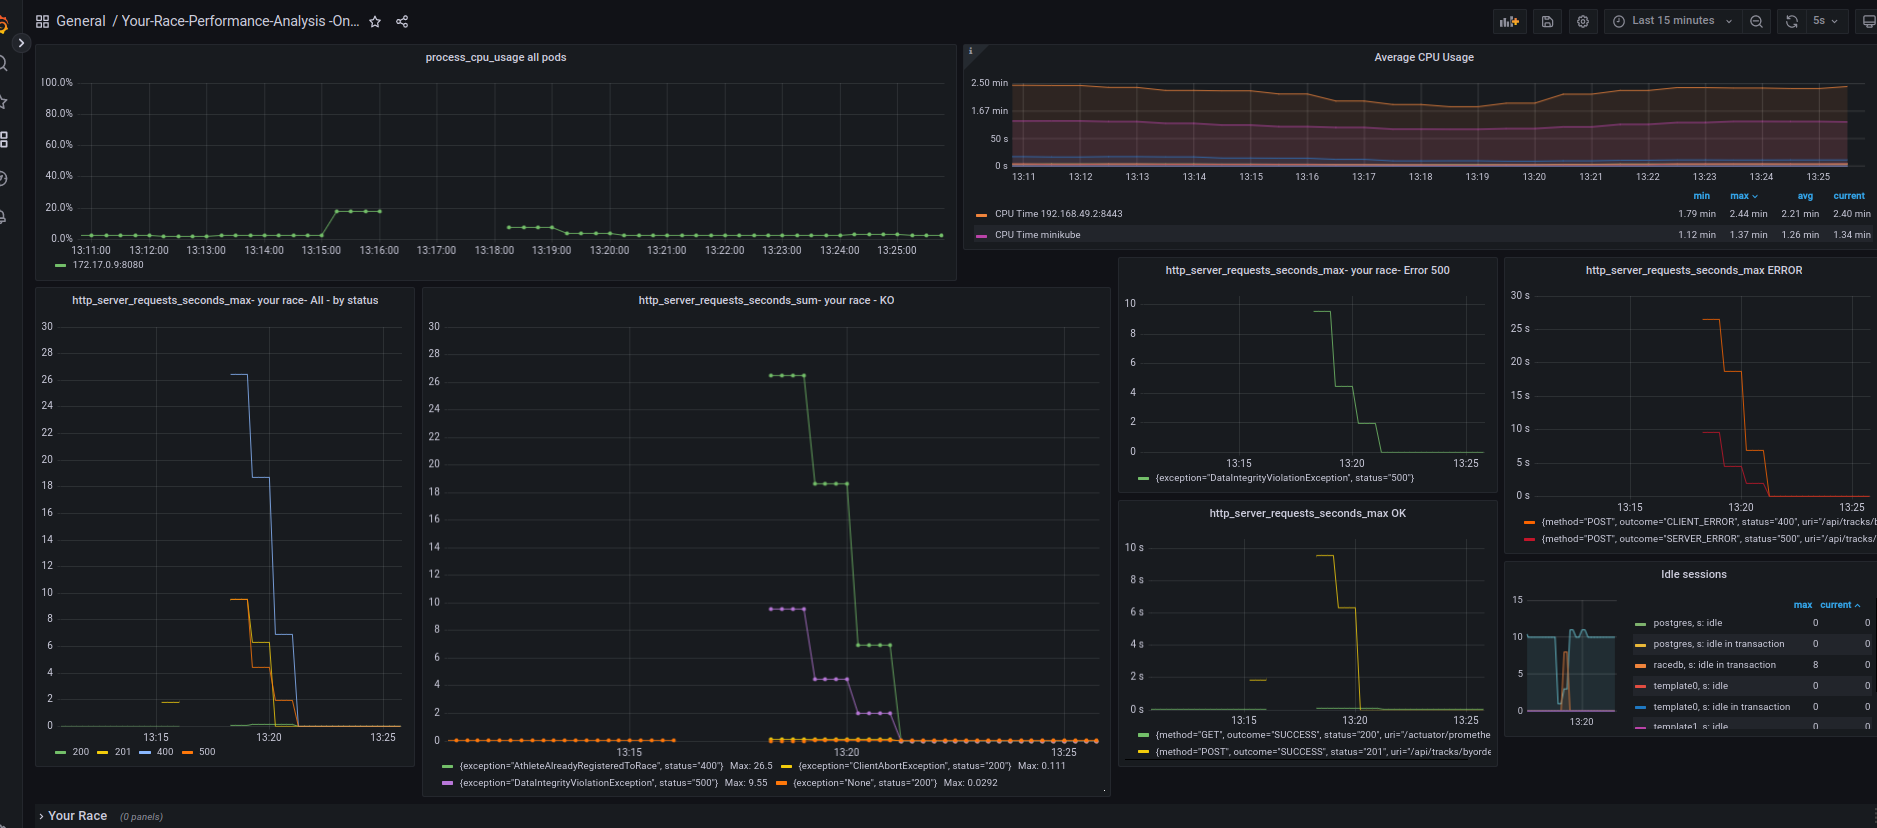 General / Your-Race-Performance-Analysis -On...
Last 15 minutes
5s
process_cpu_usage all pods
100.0%
80.0%
60.0%
40.0%
20.0%
0.0%
13:11:00 13:12:00 13:13:00 13:14:00 13:15:00 13:16:00 13:17:00 13:18:00 13:19:00 13:20:00 13:21:00 13:22:00 13:23:00 13:24:00 13:25:00
172.17.0.9:8080
i
Average CPU Usage
2.50 min
1.67 min
50 s
0 s
13:11 13:12 13:13 13:14 13:15 13:16 13:17 13:18 13:19 13:20 13:21 13:22 13:23 13:24 13:25
min max avg current
CPU Time 192.168.49.2:8443 1.79 min 2.44 min 2.21 min 2.40 min
CPU Time minikube 1.12 min 1.37 min 1.26 min 1.34 min
http_server_requests_seconds_max- your race- All - by status
30
28
26
24
22
20
18
16
14
12
10
8
6
4
2
0
13:15 13:20 13:25
200 201 400 500
http_server_requests_seconds_sum- your race - KO
30
28
26
24
22
20
18
16
14
12
10
8
6
4
2
0
13:15 13:20 13:25
{exception="AthleteAlreadyRegisteredToRace", status="400"} Max: 26.5 {exception="ClientAbortException", status="200"} Max: 0.111
{exception="DataIntegrityViolationException", status="500"} Max: 9.55 {exception="None", status="200"} Max: 0.0292
http_server_requests_seconds_max- your race- Error 500
10
8
6
4
2
0
13:15 13:20 13:25
{exception="DataIntegrityViolationException", status="500"}
http_server_requests_seconds_max OK
10 s
8 s
6 s
4 s
2 s
0 s
13:15 13:20 13:25
{method="GET", outcome="SUCCESS", status="200", uri="/actuator/promethe
{method="POST", outcome="SUCCESS", status="201", uri="/api/tracks/byorde
http_server_requests_seconds_max ERROR
30 s
25 s
20 s
15 s
10 s
5 s
0 s
13:15 13:20 13:25
{method="POST", outcome="CLIENT_ERROR", status="400", uri="/api/tracks/b
{method="POST", outcome="SERVER_ERROR", status="500", uri="/api/tracks/
Idle sessions
15
10
5
0
13:20
max current
postgres, s: idle 0 0
postgres, s: idle in transaction 0 0
racedb, s: idle in transaction 8 0
template0, s: idle 0 0
template0, s: idle in transaction 0 0
template1, s: idle 0 0
Your Race (0 panels)